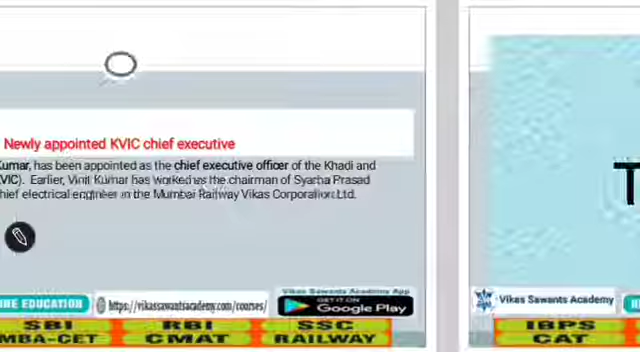 Newly appointed KVIC chief executive
Kumar, has been appointed as the chief executive officer of the Khadi and
VIC). Earlier, Vinit Kumar has worked as the chairman of Syama Prasad
hief electrical engineer in the Mumbai Railway Vikas Corporation Ltd.
T
EDUCATION
https://vikassawantsacademy.com/courses/
Vikas Sawants Academy App
GET IT ON
Google Play
Vikas Sawants Academy
SBI
RBI
SSC
IBPS
MBA-CET
CMAT
RAILWAY
CAT